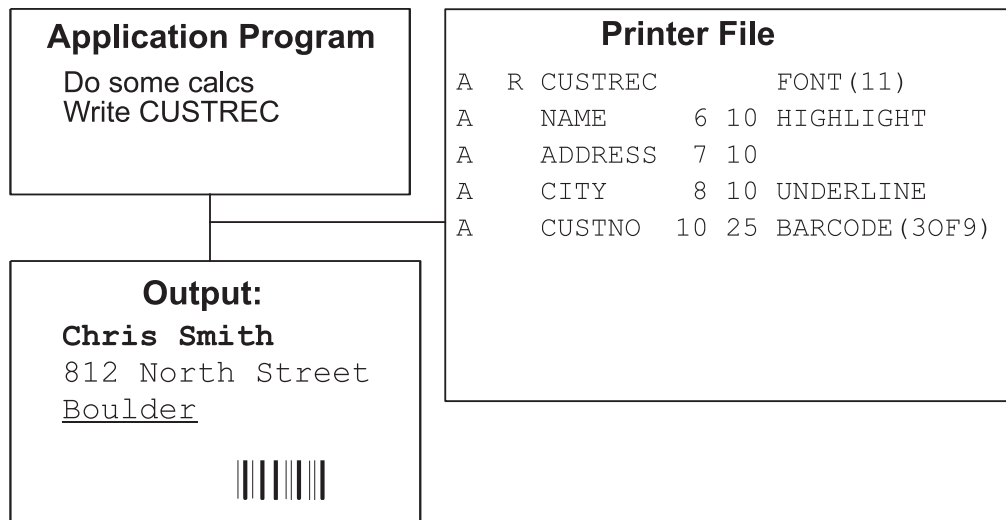 Application Program
Do some calcs
Write CUSTREC
Printer File
A R CUSTREC FONT(11)
A NAME 6 10 HIGHLIGHT
A ADDRESS 7 10
A CITY 8 10 UNDERLINE
A CUSTNO 10 25 BARCODE(3OF9)
Output:
Chris Smith
812 North Street
Boulder